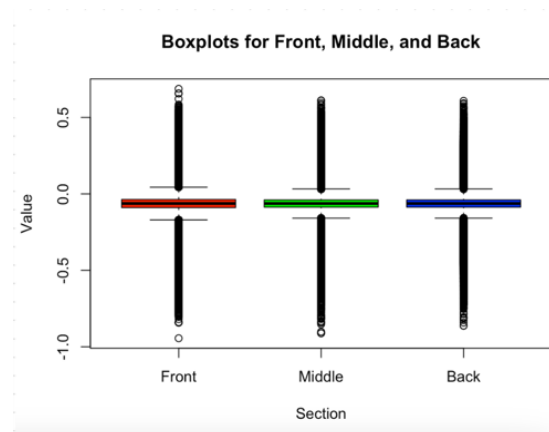 Boxplots for Front, Middle, and Back
0.5
0.0
-0.5
-1.0
Value
Front Middle Back
Section